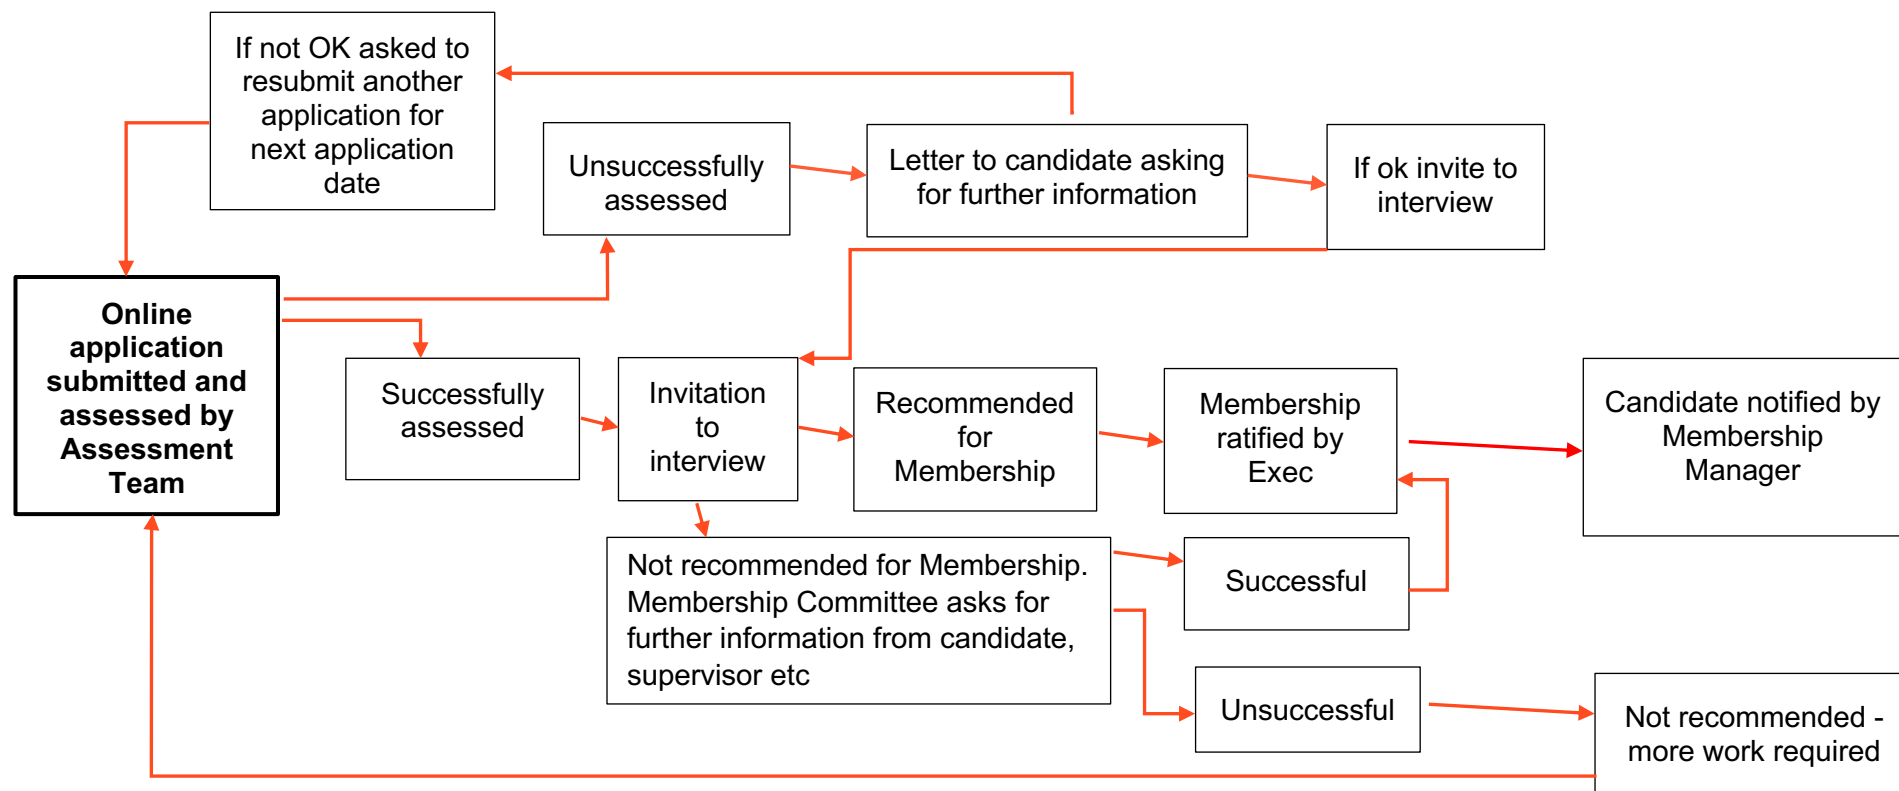 If not OK asked to
resubmit another
application for
next application
date
Unsuccessfully
assessed
Letter to candidate asking
for further information
If ok invite to
interview
Online
application
submitted and
assessed by
Assessment
Team
Successfully
assessed
Invitation
to
interview
Recommended
for
Membership
Membership
ratified by
Exec
Candidate notified by
Membership
Manager
Not recommended for Membership.
Membership Committee asks for
further information from candidate,
supervisor etc
Successful
Unsuccessful
Not recommended -
more work required